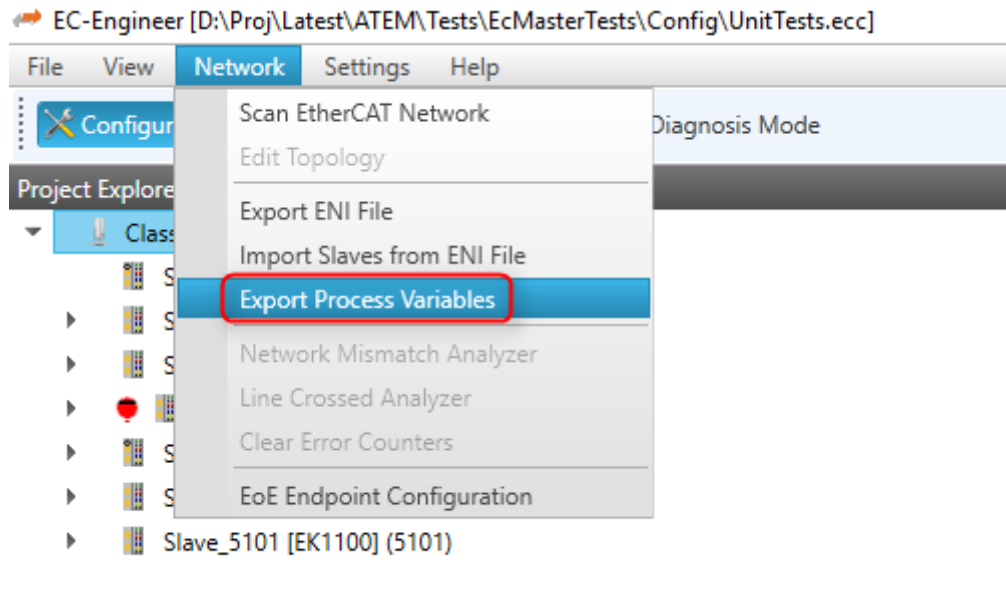 EC-Engineer [D:\Proj\Latest\ATEM\Tests\EcMasterTests\Config\UnitTests.ecc]
File View Network Settings Help
Configur Diagnosis Mode
Scan EtherCAT Network
Edit Topology
Project Explore
Export ENI File
Class
Import Slaves from ENI File
S
Export Process Variables
S
Network Mismatch Analyzer
S
Line Crossed Analyzer
Clear Error Counters
S
EoE Endpoint Configuration
S
Slave_5101 [EK1100] (5101)